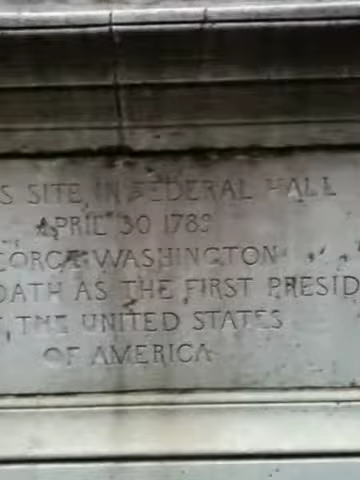 S SITE, IN FEDERAL HALL
APRIL 30 1789
EORGE WASHINGTON
OATH AS THE FIRST PRESID
THE UNITED STATES
OF AMERICA